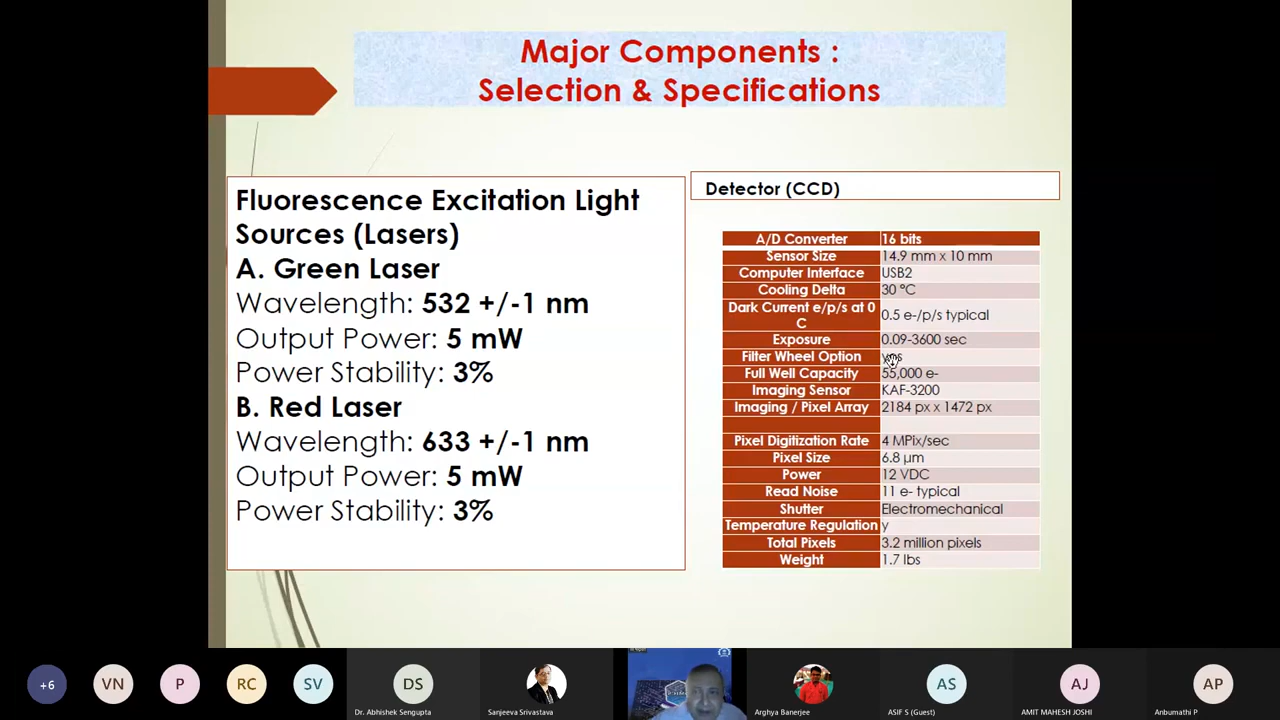 Major Components :
Selection & Specifications
Fluorescence Excitation Light
Sources (Lasers)
A. Green Laser
Wavelength: 532 +/-1 nm
Output Power: 5 mW
Power Stability: 3%
B. Red Laser
Wavelength: 633 +/-1 nm
Output Power: 5 mW
Power Stability: 3%
Detector (CCD)
A/D Converter 16 bits
Sensor Size 14.9 mm x 10 mm
Computer Interface USB2
Cooling Delta 30 °C
Dark Current e/p/s at 0
C 0.5 e-/p/s typical
Exposure 0.09-3600 sec
Filter Wheel Option yes
Full Well Capacity 55,000 e-
Imaging Sensor KAF-3200
Imaging / Pixel Array 2184 px x 1472 px
Pixel Digitization Rate 4 MPix/sec
Pixel Size 6.8 µm
Power 12 VDC
Read Noise 11 e- typical
Shutter Electromechanical
Temperature Regulation y
Total Pixels 3.2 million pixels
Weight 1.7 lbs
+6
VN
P
RC
SV
DS
Dr. Abhishek Sengupta
Sanjeeva Srivastava
Arghya Banerjee
AS
ASIF S (Guest)
AJ
AMIT MAHESH JOSHI
AP
Anbumathi P